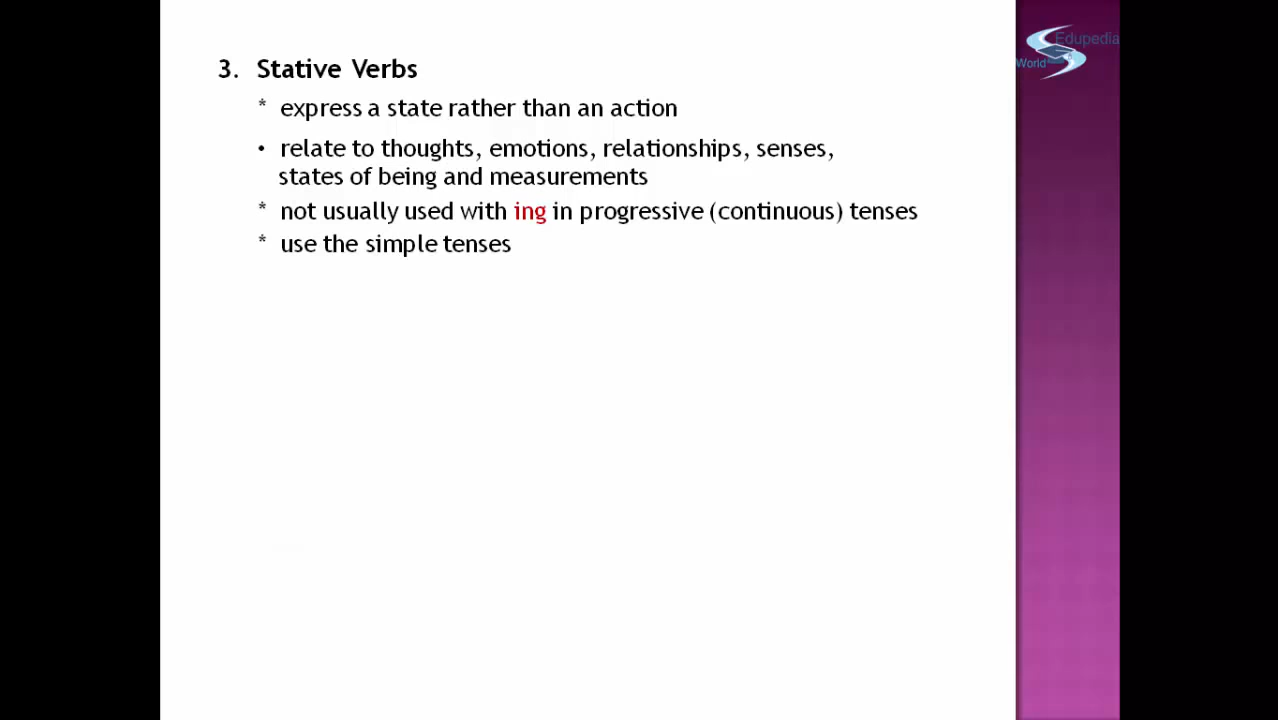 3. Stative Verbs
* express a state rather than an action
• relate to thoughts, emotions, relationships, senses,
states of being and measurements
* not usually used with ing in progressive (continuous) tenses
* use the simple tenses
Edupedia
World